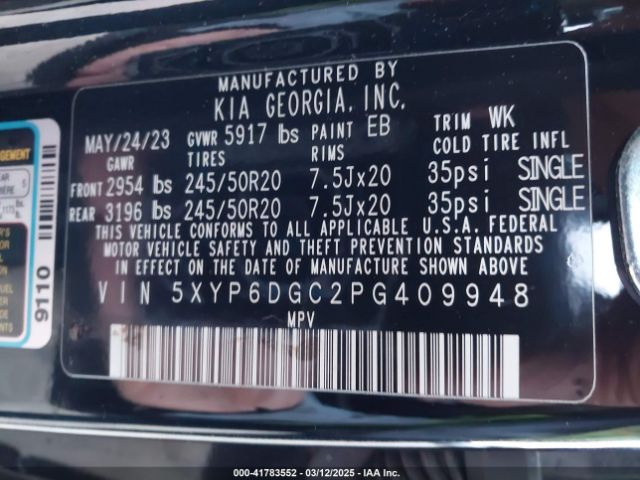 MANUFACTURED BY
KIA GEORGIA, INC.
MAY/24/23 GVWR 5917 lbs PAINT EB TRIM WK
GAWR TIRES RIMS COLD TIRE INFL
FRONT 2954 lbs 245/50R20 7.5Jx20 35psi SINGLE
REAR 3196 lbs 245/50R20 7.5Jx20 35psi SINGLE
THIS VEHICLE CONFORMS TO ALL APPLICABLE U.S.A. FEDERAL
MOTOR VEHICLE SAFETY AND THEFT PREVENTION STANDARDS
IN EFFECT ON THE DATE OF MANUFACTURE SHOWN ABOVE
VIN 5XYP6DGC2PG409948
MPV
9110
000-41783552 — 03/12/2025 — IAA Inc.